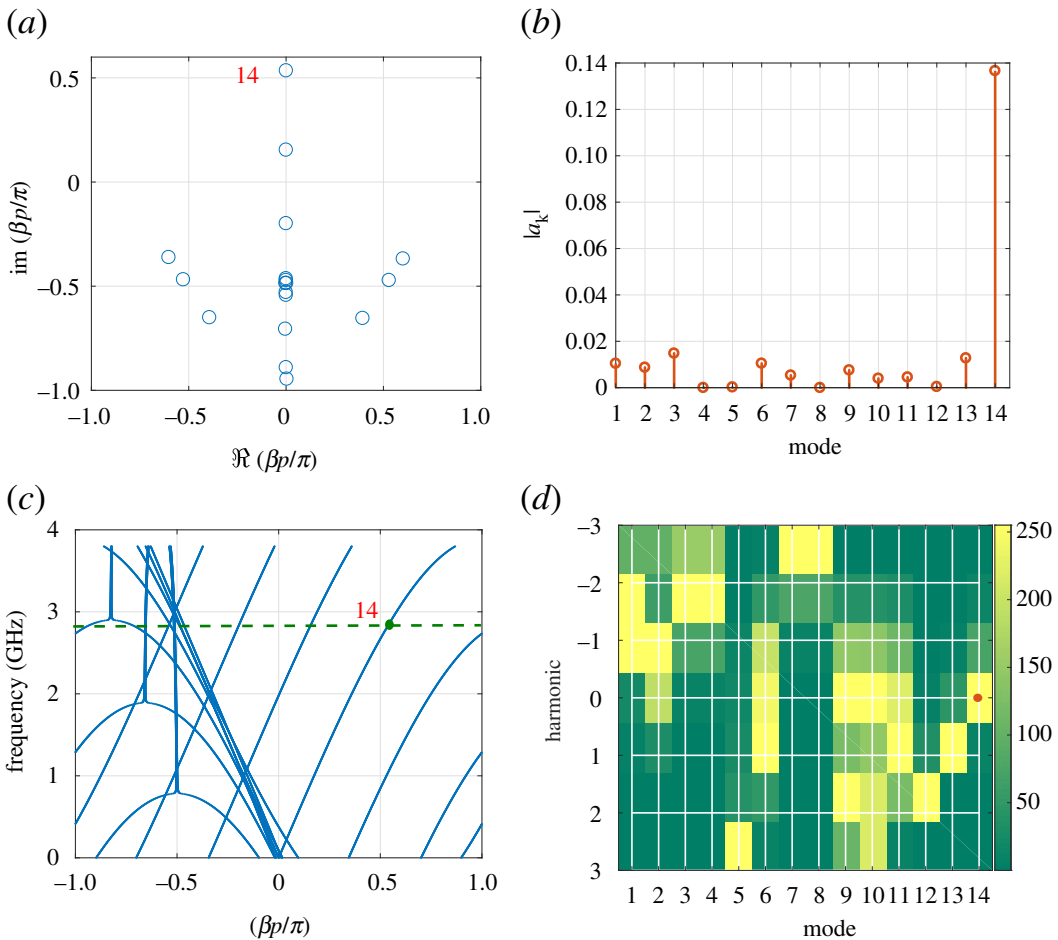 (a)
14
0.5
0
−0.5
−1.0
−1.0
−0.5
0
0.5
1.0
im (βp/π)
ℜ (βp/π)
(b)
0.14
0.12
0.10
0.08
0.06
0.04
0.02
0
1 2 3 4 5 6 7 8 9 10 11 12 13 14
|aₖ|
mode
(c)
4
3
2
1
0
14
−1.0
−0.5
0
0.5
1.0
frequency (GHz)
(βp/π)
(d)
−3
−2
−1
0
1
2
3
1 2 3 4 5 6 7 8 9 10 11 12 13 14
250
200
150
100
50
harmonic
mode